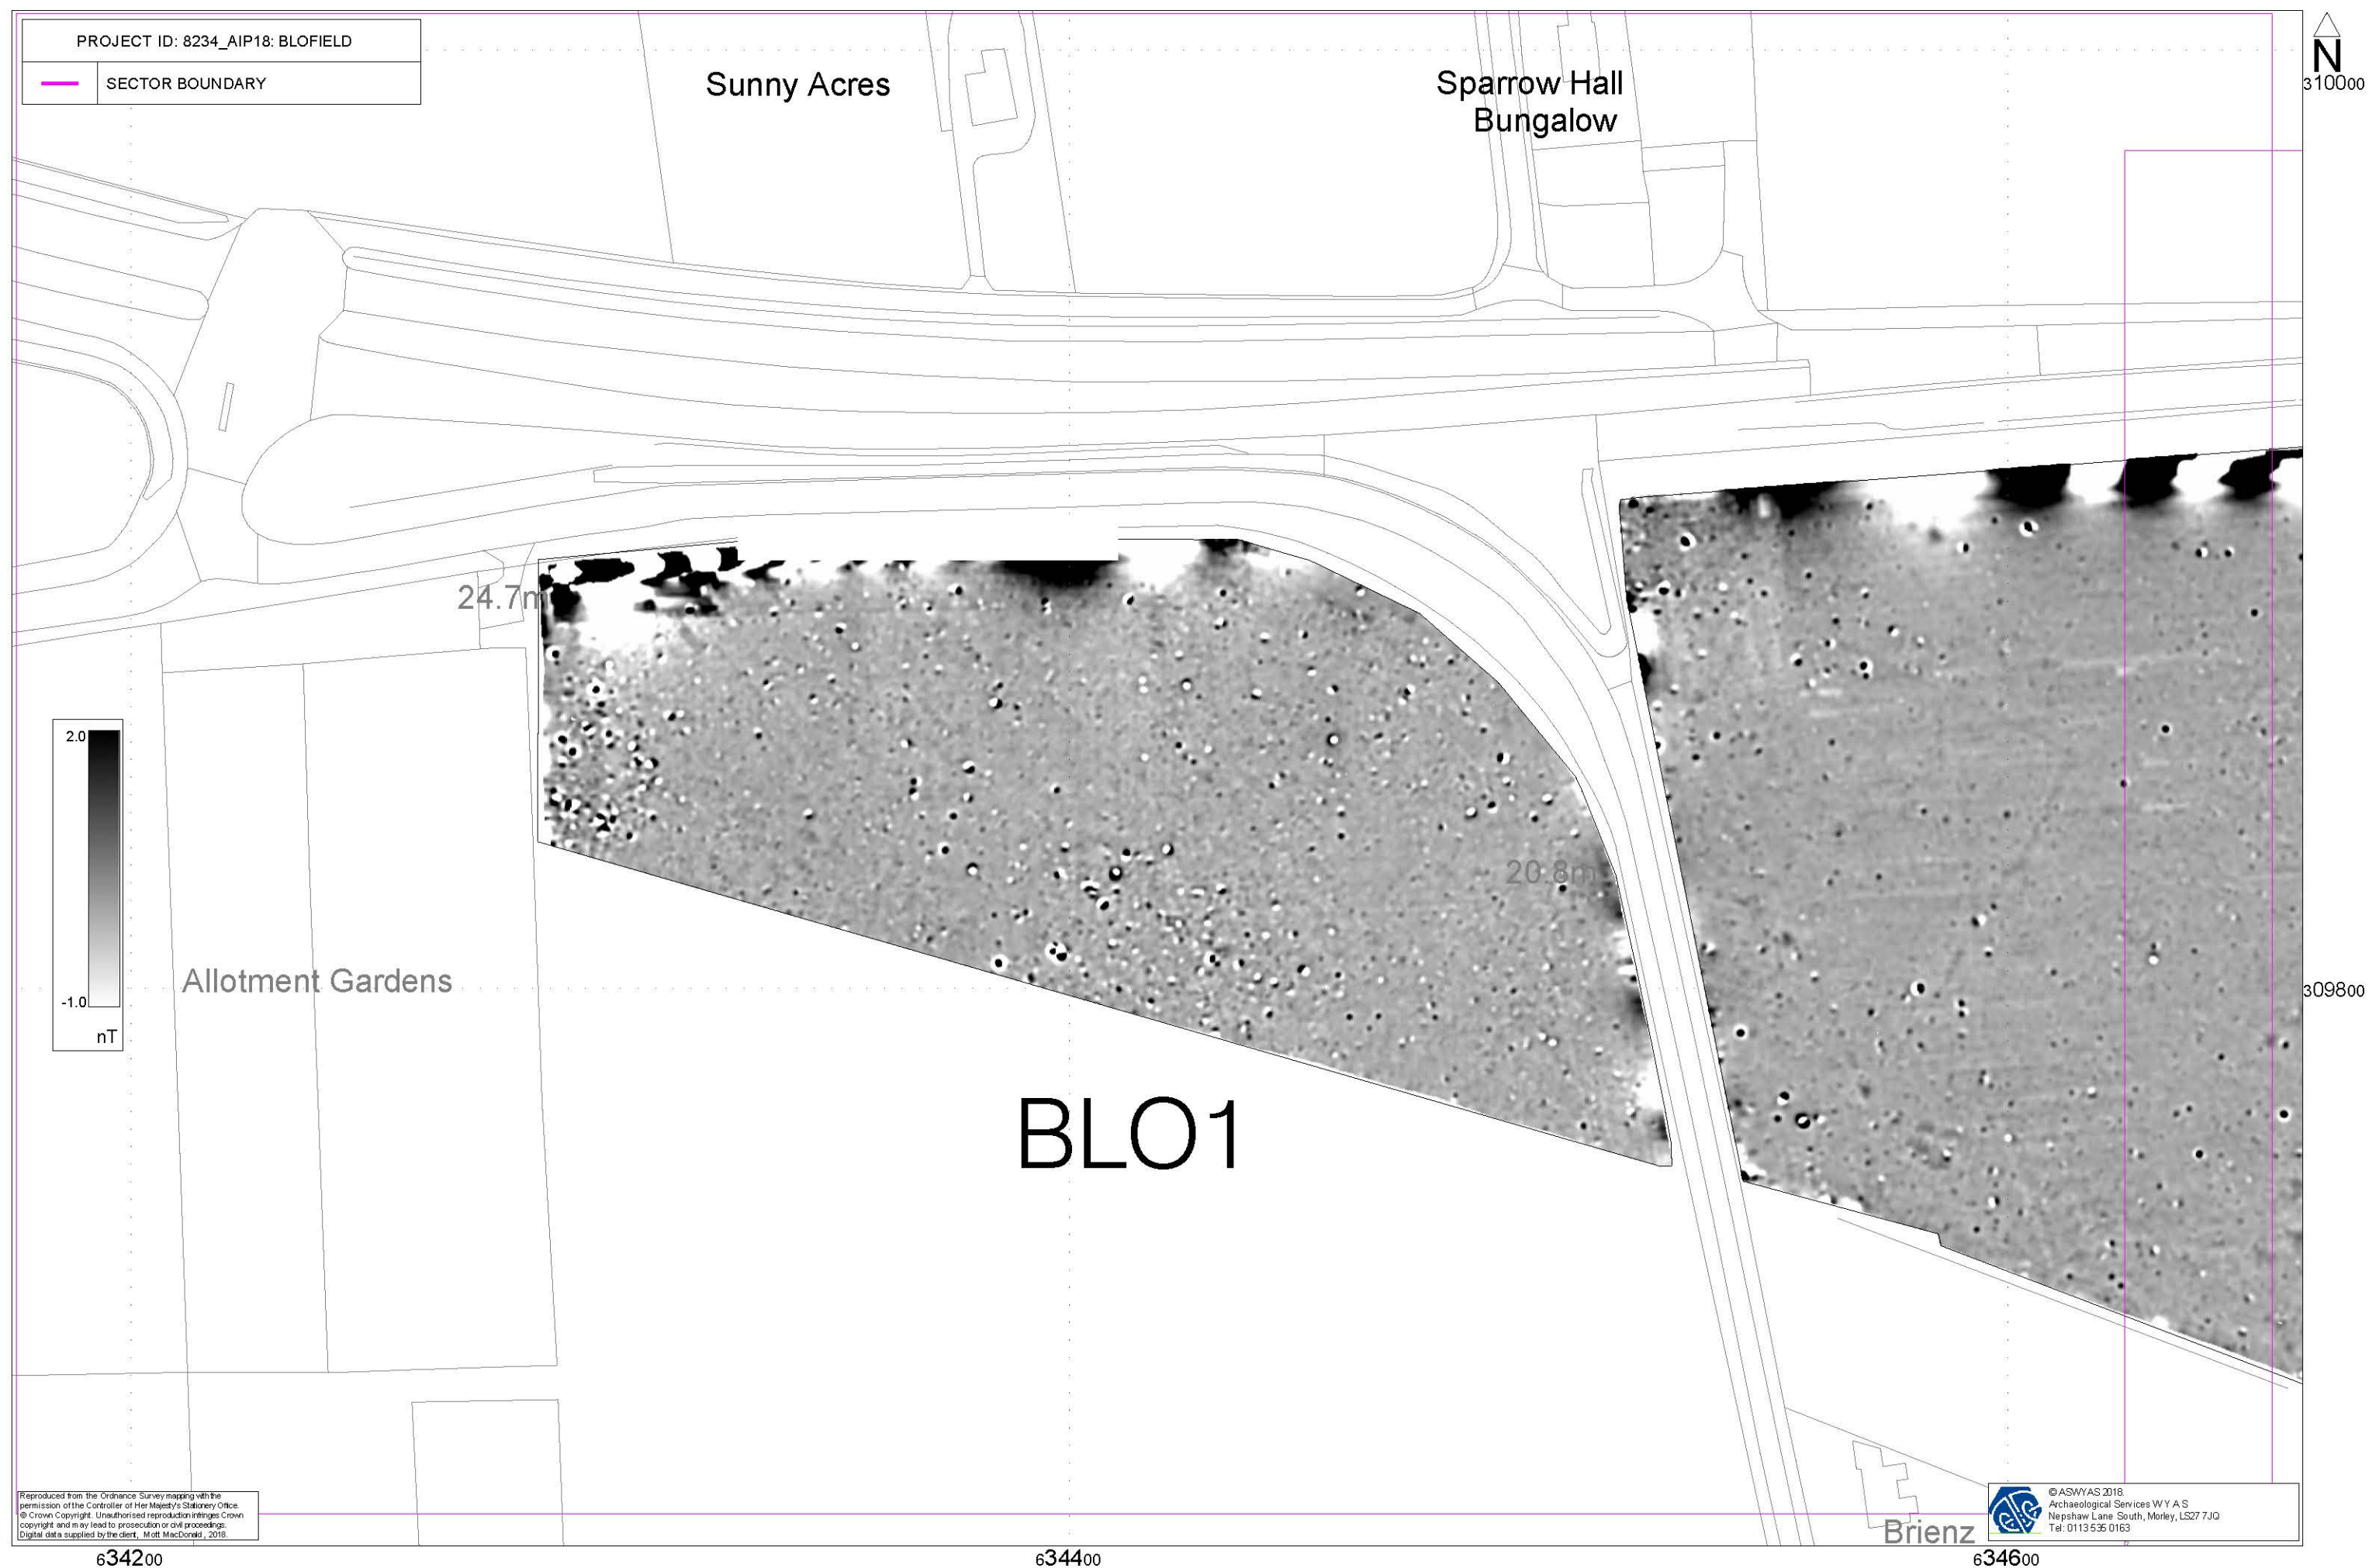 PROJECT ID: 8234_AIP18: BLOFIELD
SECTOR BOUNDARY
Sunny Acres
Sparrow Hall
Bungalow
N
310000
24.7m
2.0
-1.0
nT
20.8m
Allotment Gardens
309800
BLO1
Brienz
Reproduced from the Ordnance Survey mapping with the
permission of the Controller of Her Majesty's Stationery Office.
© Crown Copyright. Unauthorised reproduction infringes Crown
copyright and may lead to prosecution or civil proceedings.
Digital data supplied by the client, Mott MacDonald, 2018.
© ASWYAS 2018.
Archaeological Services W Y A S
Nepshaw Lane South, Morley, LS27 7JQ
Tel: 0113 535 0163
634200
634400
634600